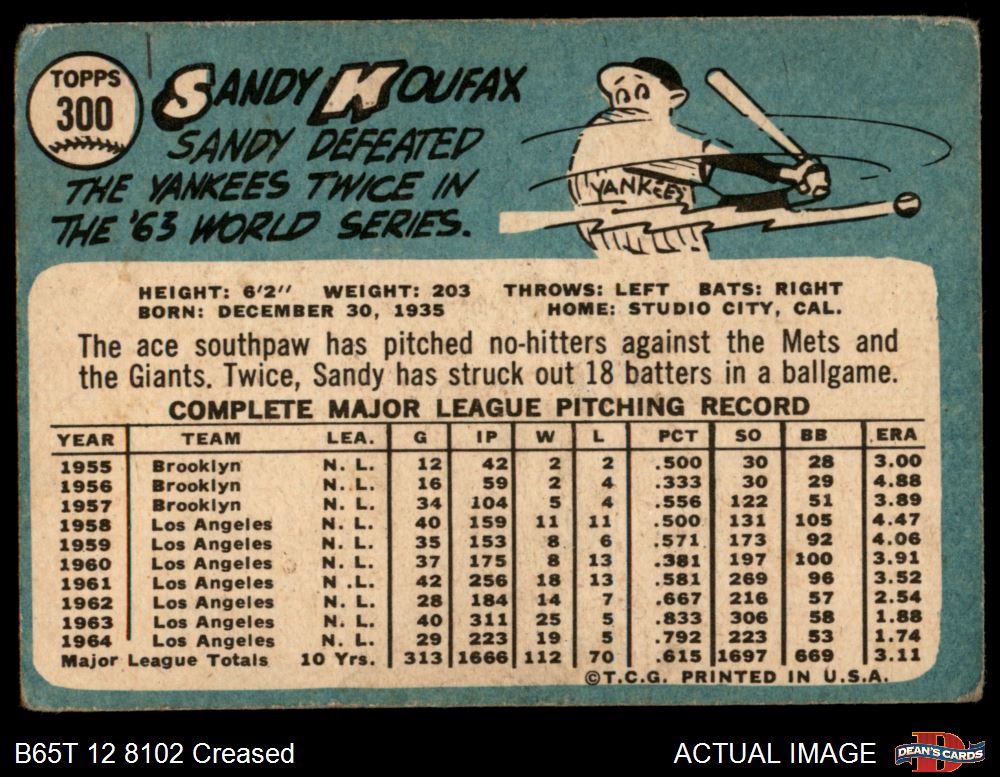 TOPPS
300
SANDY KOUFAX
SANDY DEFEATED
THE YANKEES TWICE IN
THE '63 WORLD SERIES.
YANKEES
HEIGHT: 6'2" WEIGHT: 203 THROWS: LEFT BATS: RIGHT
BORN: DECEMBER 30, 1935 HOME: STUDIO CITY, CAL.
The ace southpaw has pitched no-hitters against the Mets and
the Giants. Twice, Sandy has struck out 18 batters in a ballgame.
COMPLETE MAJOR LEAGUE PITCHING RECORD
YEAR TEAM LEA. G IP W L PCT SO BB ERA
1955 Brooklyn N. L. 12 42 2 2 .500 30 28 3.00
1956 Brooklyn N. L. 16 59 2 4 .333 30 29 4.88
1957 Brooklyn N. L. 34 104 5 4 .556 122 51 3.89
1958 Los Angeles N. L. 40 159 11 11 .500 131 105 4.47
1959 Los Angeles N. L. 35 153 8 6 .571 173 92 4.06
1960 Los Angeles N. L. 37 175 8 13 .381 197 100 3.91
1961 Los Angeles N .L. 42 256 18 13 .581 269 96 3.52
1962 Los Angeles N. L. 28 184 14 7 .667 216 57 2.54
1963 Los Angeles N. L. 40 311 25 5 .833 306 58 1.88
1964 Los Angeles N. L. 29 223 19 5 .792 223 53 1.74
Major League Totals 10 Yrs. 313 1666 112 70 .615 1697 669 3.11
©T.C.G. PRINTED IN U.S.A.
B65T 12 8102 Creased
ACTUAL IMAGE
DEAN'S CARDS